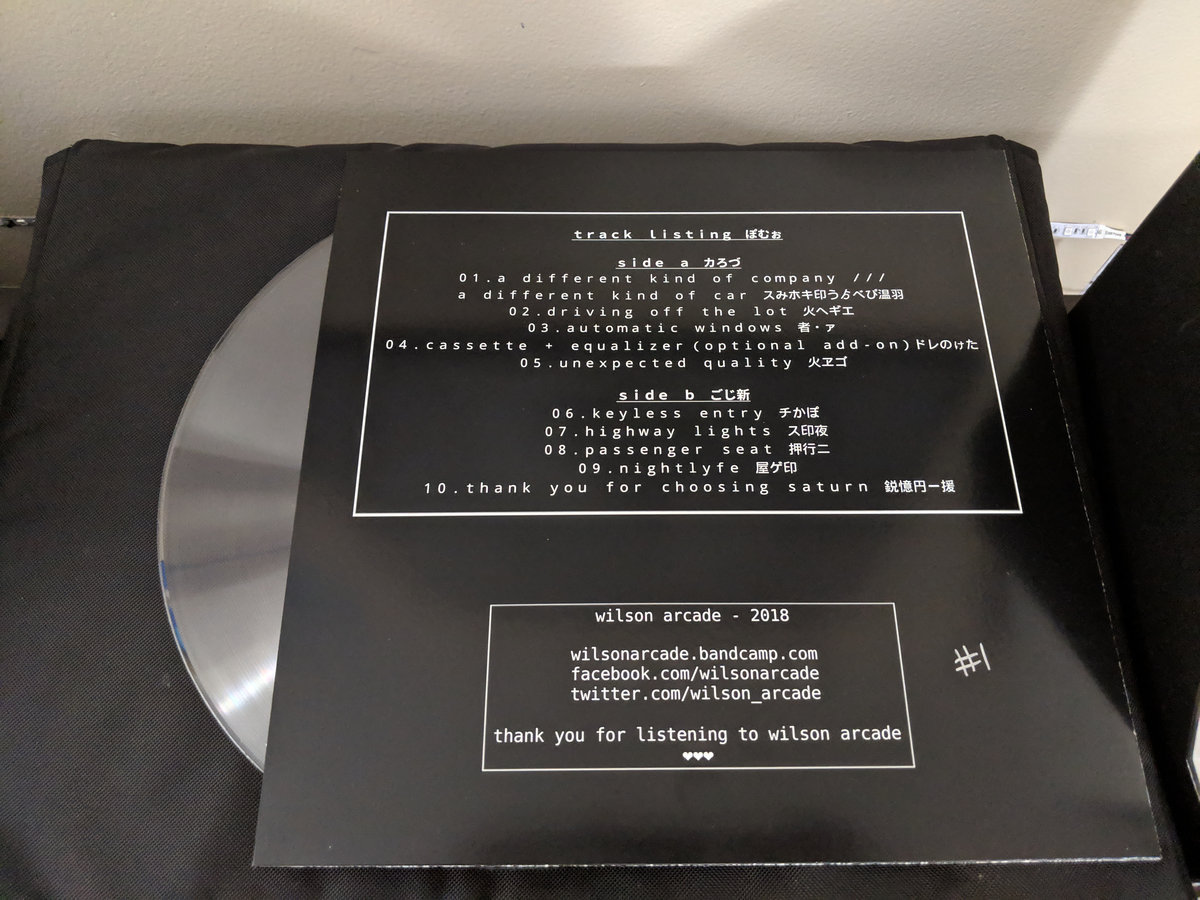 track listing ぽむぉ
side a カろづ
01.a different kind of company ///
a different kind of car スみホキ印うぢべび温羽
02.driving off the lot 火へギエ
03.automatic windows 者・ァ
04.cassette + equalizer(optional add-on)ドレのけた
05.unexpected quality 火ヱゴ
side b ごじ新
06.keyless entry チかぼ
07.highway lights ス印夜
08.passenger seat 押行二
09.nightlyfe 屋ゲ印
10.thank you for choosing saturn 鋭憶円ー援
wilson arcade - 2018
wilsonarcade.bandcamp.com
facebook.com/wilsonarcade
twitter.com/wilson_arcade
thank you for listening to wilson arcade
♥♥♥
#1